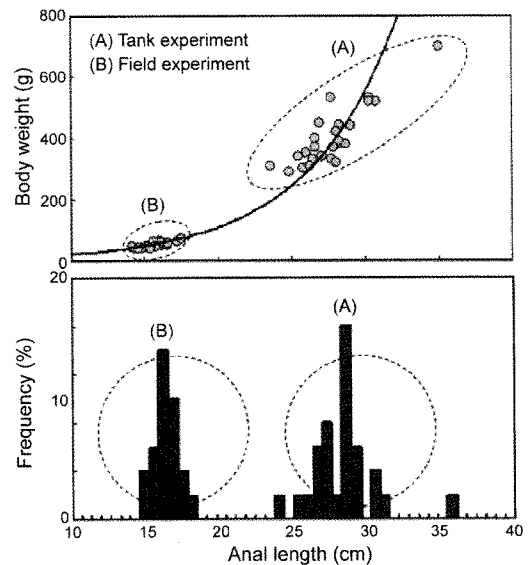 800
600
400
200
0
Body weight (g)
(A) Tank experiment
(B) Field experiment
(A)
(B)
20
10
0
Frequency (%)
(B)
(A)
10 15 20 25 30 35 40
Anal length (cm)